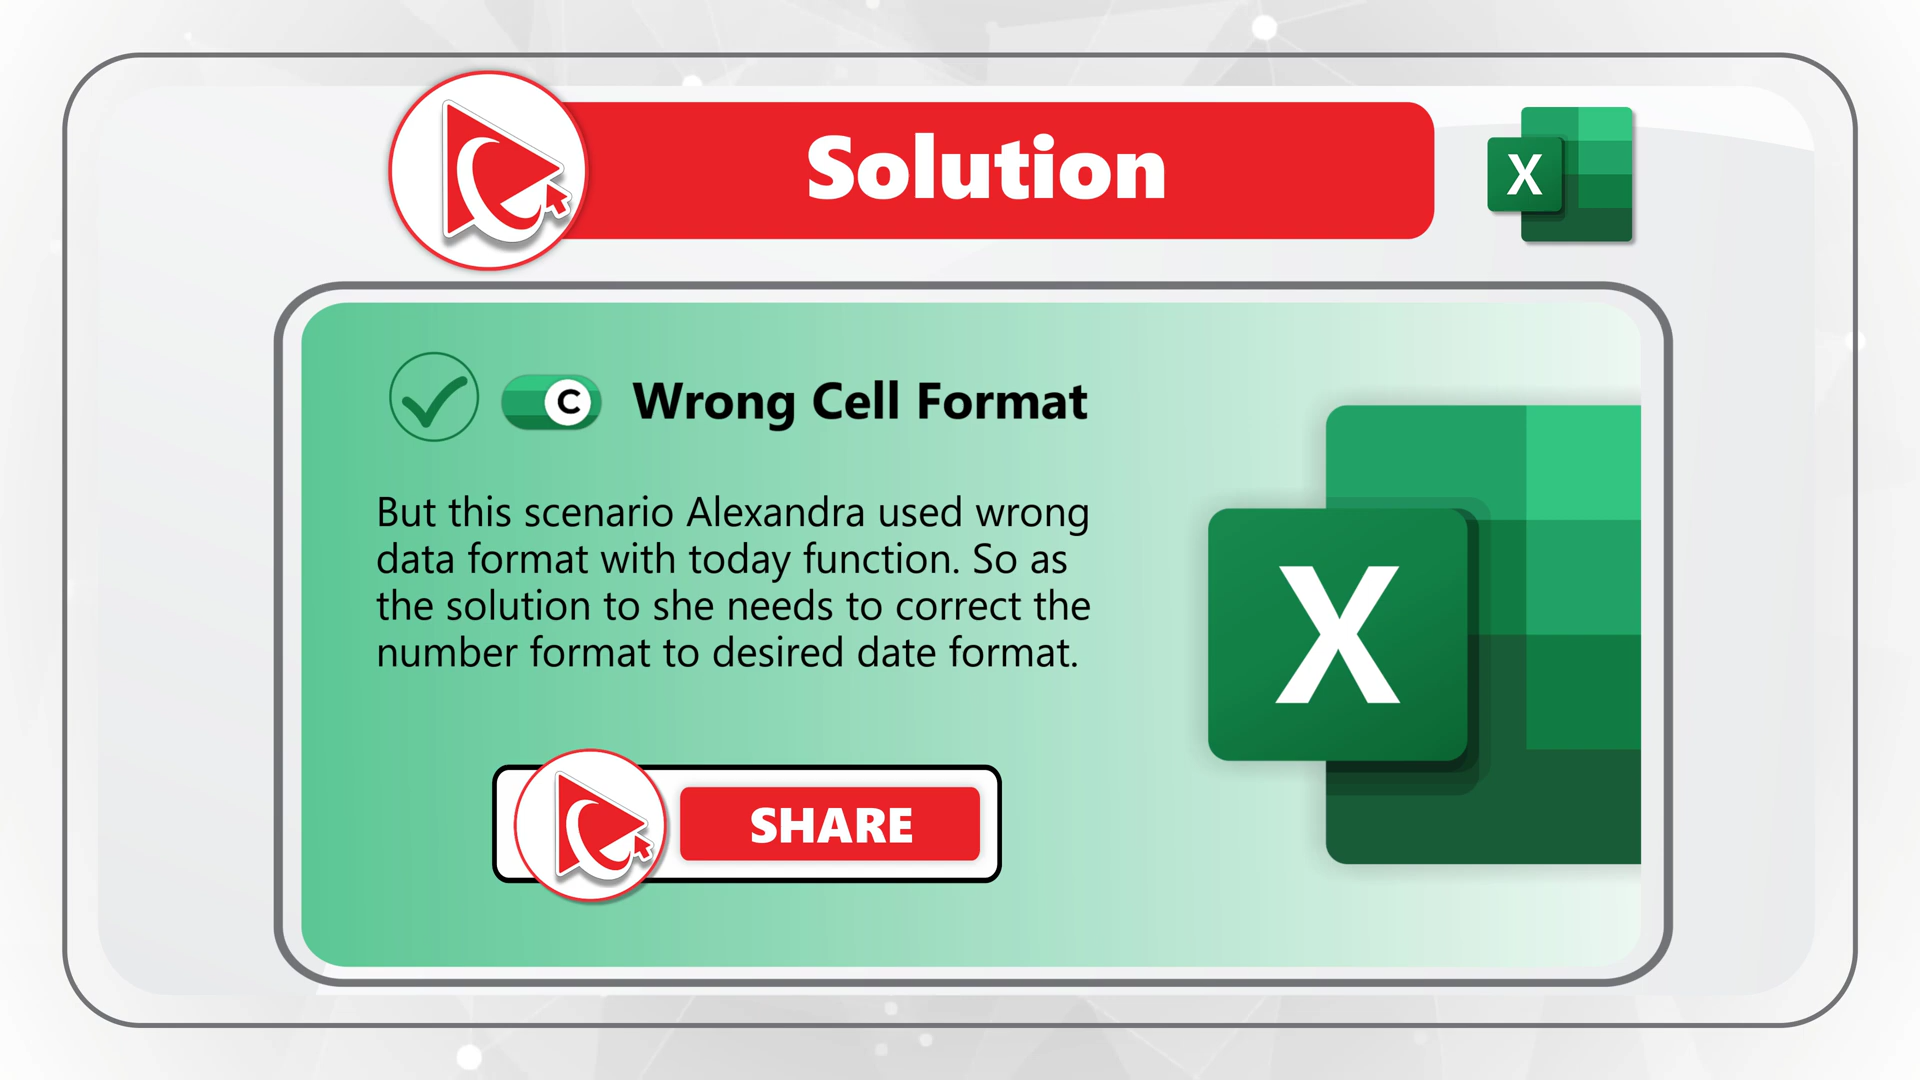 Solution
X
C Wrong Cell Format
But this scenario Alexandra used wrong
data format with today function. So as
the solution to she needs to correct the
number format to desired date format.
X
SHARE